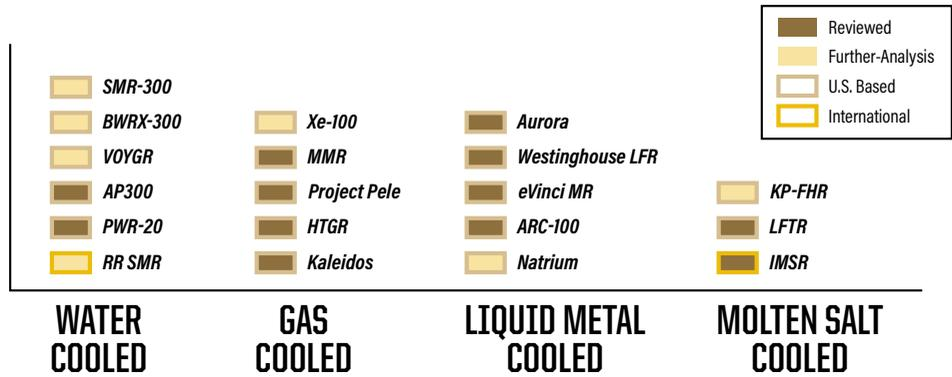 Reviewed
Further-Analysis
U.S. Based
International
SMR-300
BWRX-300
VOYGR
AP300
PWR-20
RR SMR
WATER
COOLED
Xe-100
MMR
Project Pele
HTGR
Kaleidos
GAS
COOLED
Aurora
Westinghouse LFR
eVinci MR
ARC-100
Natrium
LIQUID METAL
COOLED
KP-FHR
LFTR
IMSR
MOLTEN SALT
COOLED